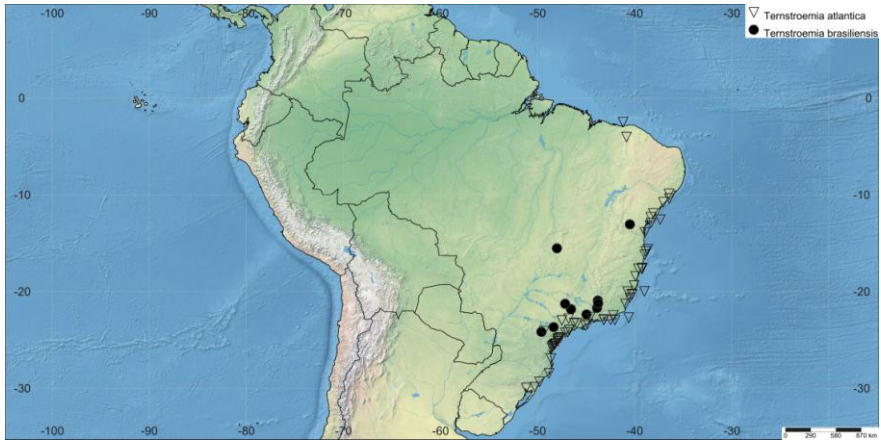 -100 -90 -80 -70 -60 -50 -40 -30
▽ Ternstroemia atlantica
● Ternstroemia brasiliensis
0 0
-10 -10
-20 -20
-30 -30
-100 -90 -80 -70 -60 -50 -40 -30
0 290 580 870 km